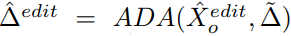 Δ̂^{edit} = ADA(X̂_o^{edit}, Δ̃)